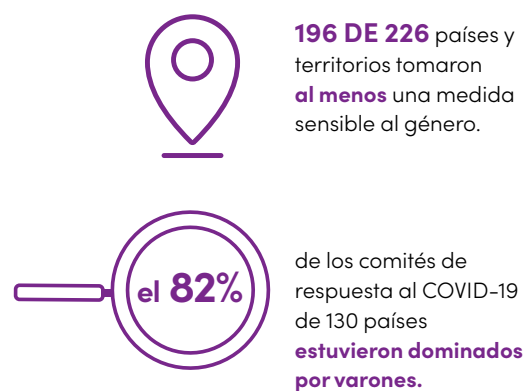 196 DE 226 países y
territorios tomaron
al menos una medida
sensible al género.
el 82%
de los comités de
respuesta al COVID-19
de 130 países
estuvieron dominados
por varones.